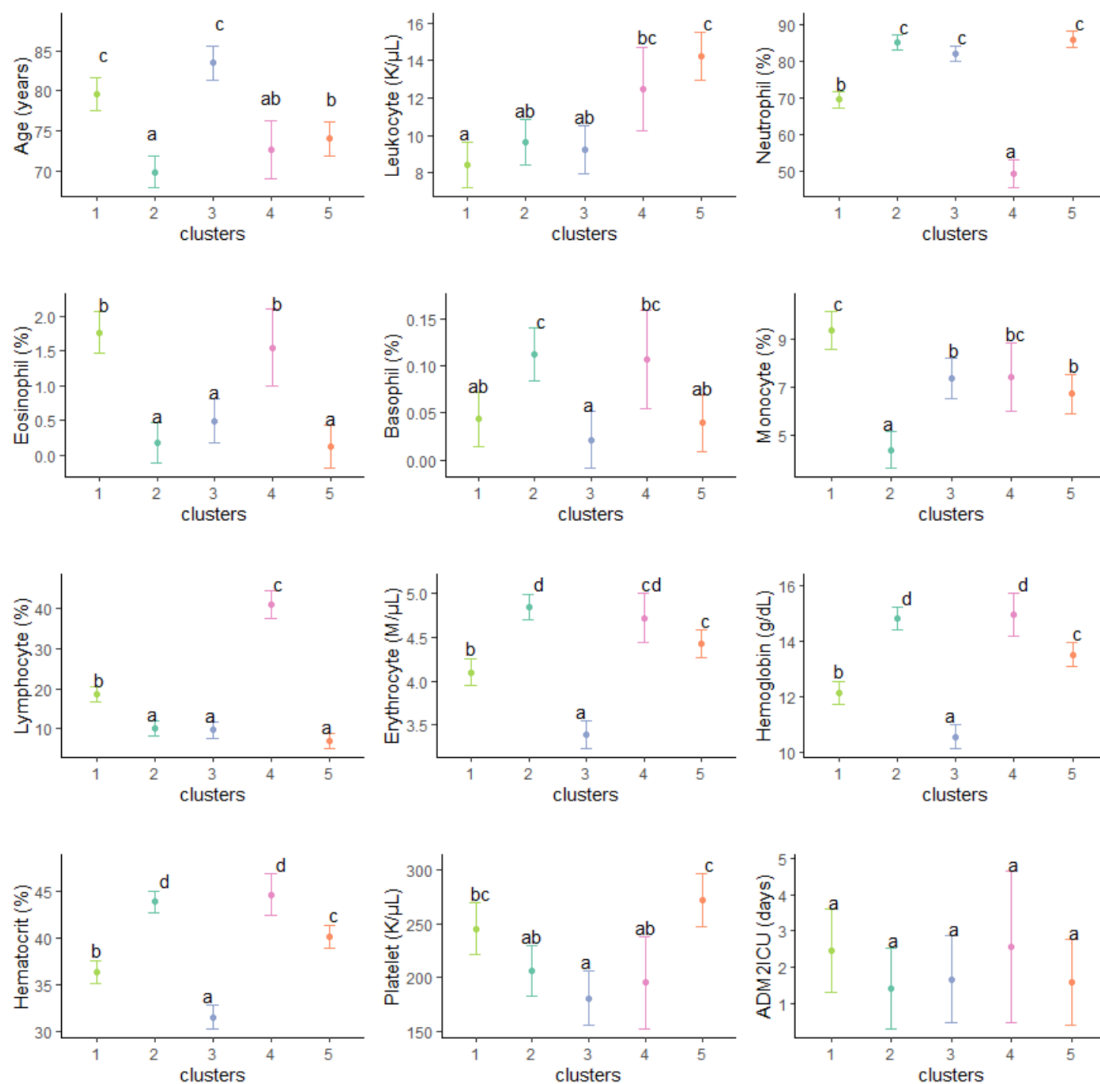 Age (years)
85
80
75
70
c
a
c
ab
b
1 2 3 4 5
clusters
Leukocyte (K/µL)
16
14
12
10
8
a
ab
ab
bc
c
1 2 3 4 5
clusters
Neutrophil (%)
90
80
70
60
50
b
c
c
a
c
1 2 3 4 5
clusters
Eosinophil (%)
2.0
1.5
1.0
0.5
0.0
b
a
a
b
a
1 2 3 4 5
clusters
Basophil (%)
0.15
0.10
0.05
0.00
ab
c
a
bc
ab
1 2 3 4 5
clusters
Monocyte (%)
9
7
5
c
a
b
bc
b
1 2 3 4 5
clusters
Lymphocyte (%)
40
30
20
10
b
a
a
c
a
1 2 3 4 5
clusters
Erythrocyte (M/µL)
5.0
4.5
4.0
3.5
b
d
a
cd
c
1 2 3 4 5
clusters
Hemoglobin (g/dL)
16
14
12
10
b
d
a
d
c
1 2 3 4 5
clusters
Hematocrit (%)
45
40
35
30
b
d
a
d
c
1 2 3 4 5
clusters
Platelet (K/µL)
300
250
200
150
bc
ab
a
ab
c
1 2 3 4 5
clusters
ADM2ICU (days)
5
4
3
2
1
a
a
a
a
a
1 2 3 4 5
clusters